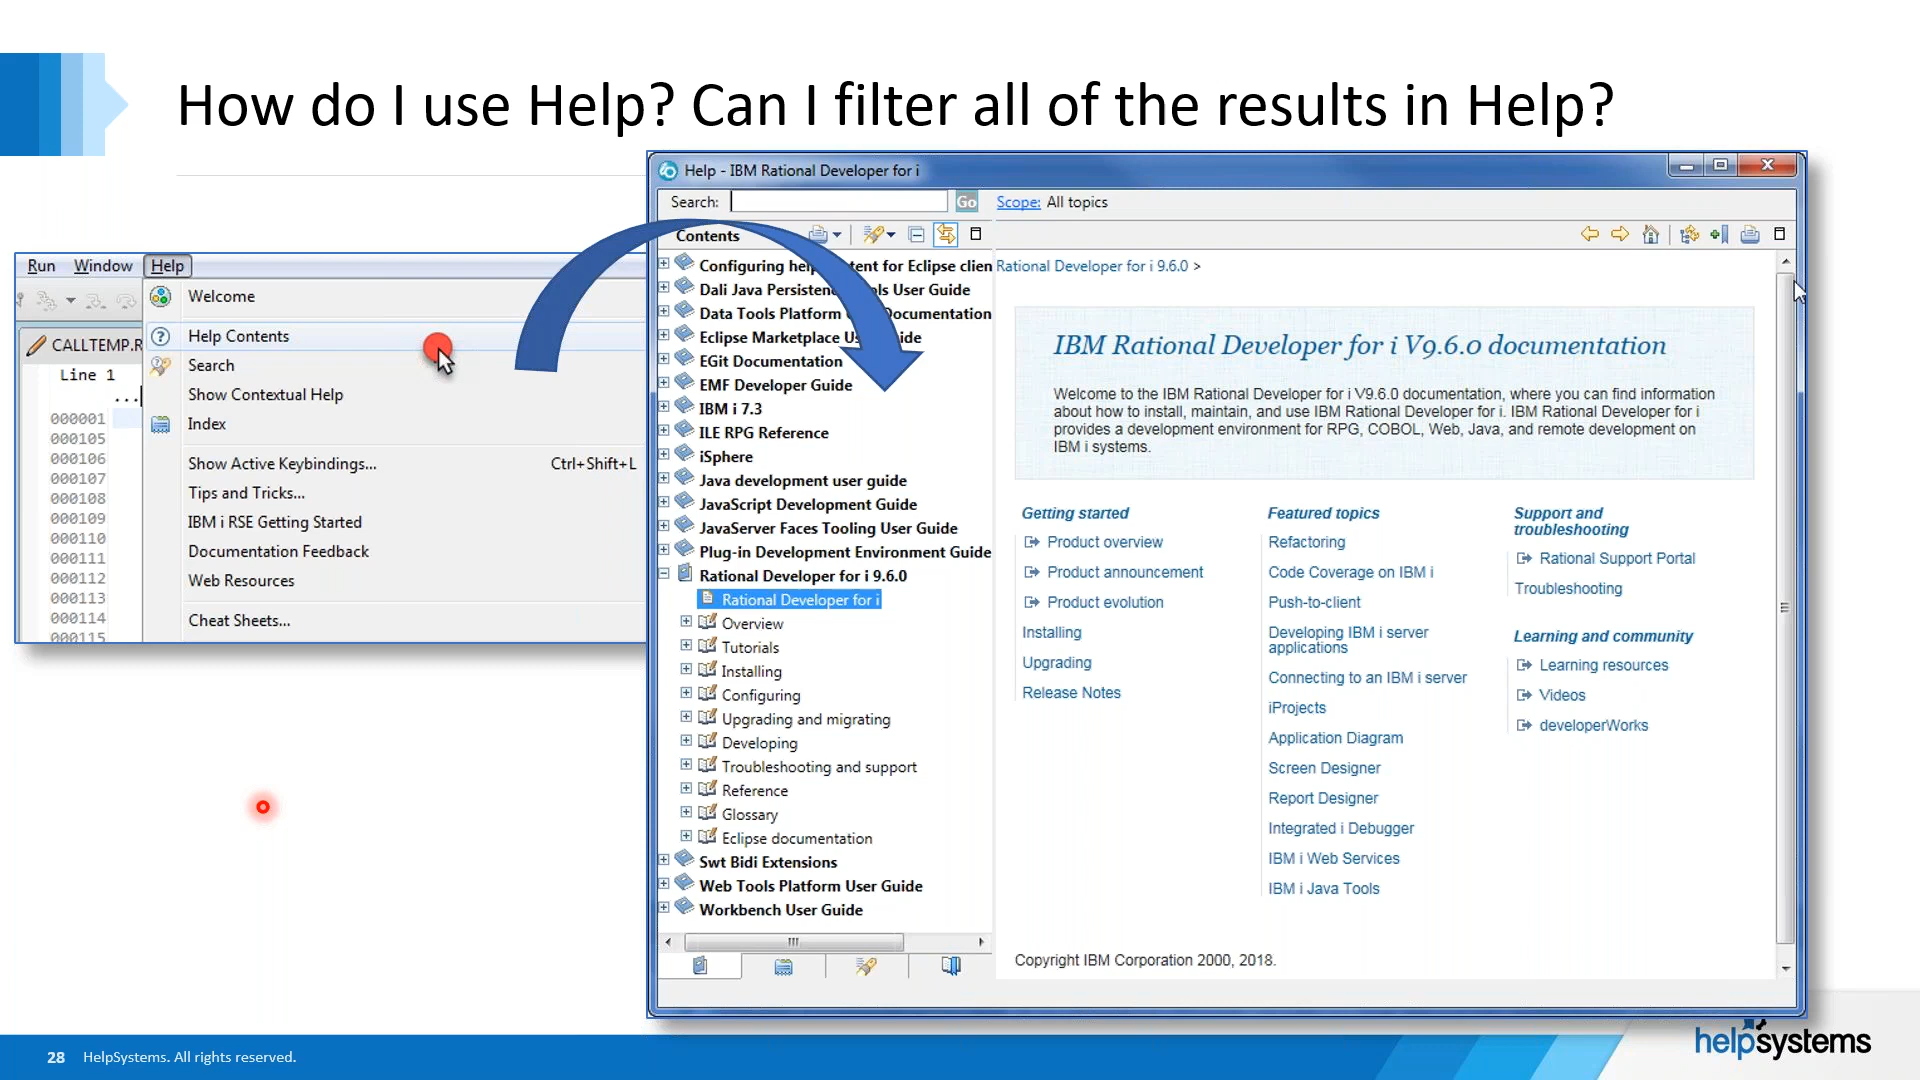 How do I use Help? Can I filter all of the results in Help?
Run Window Help
CALLTEMP.R
Line 1
...
000001
000105
000106
000107
000108
000109
000110
000111
000112
000113
000114
000115
Welcome
Help Contents
Search
Show Contextual Help
Index
Show Active Keybindings... Ctrl+Shift+L
Tips and Tricks...
IBM i RSE Getting Started
Documentation Feedback
Web Resources
Cheat Sheets...
Help - IBM Rational Developer for i
Search: Go Scope: All topics
Contents
Configuring help tent for Eclipse clien
Dali Java Persisten ls User Guide
Data Tools Platform Documentation
Eclipse Marketplace Us ide
EGit Documentation
EMF Developer Guide
IBM i 7.3
ILE RPG Reference
iSphere
Java development user guide
JavaScript Development Guide
JavaServer Faces Tooling User Guide
Plug-in Development Environment Guide
Rational Developer for i 9.6.0
Rational Developer for i
Overview
Tutorials
Installing
Configuring
Upgrading and migrating
Developing
Troubleshooting and support
Reference
Glossary
Eclipse documentation
Swt Bidi Extensions
Web Tools Platform User Guide
Workbench User Guide
Rational Developer for i 9.6.0 >
IBM Rational Developer for i V9.6.0 documentation
Welcome to the IBM Rational Developer for i V9.6.0 documentation, where you can find information
about how to install, maintain, and use IBM Rational Developer for i. IBM Rational Developer for i
provides a development environment for RPG, COBOL, Web, Java, and remote development on
IBM i systems.
Getting started
Product overview
Product announcement
Product evolution
Installing
Upgrading
Release Notes
Featured topics
Refactoring
Code Coverage on IBM i
Push-to-client
Developing IBM i server
applications
Connecting to an IBM i server
iProjects
Application Diagram
Screen Designer
Report Designer
Integrated i Debugger
IBM i Web Services
IBM i Java Tools
Support and
troubleshooting
Rational Support Portal
Troubleshooting
Learning and community
Learning resources
Videos
developerWorks
Copyright IBM Corporation 2000, 2018.
28 HelpSystems. All rights reserved.
helpsystems